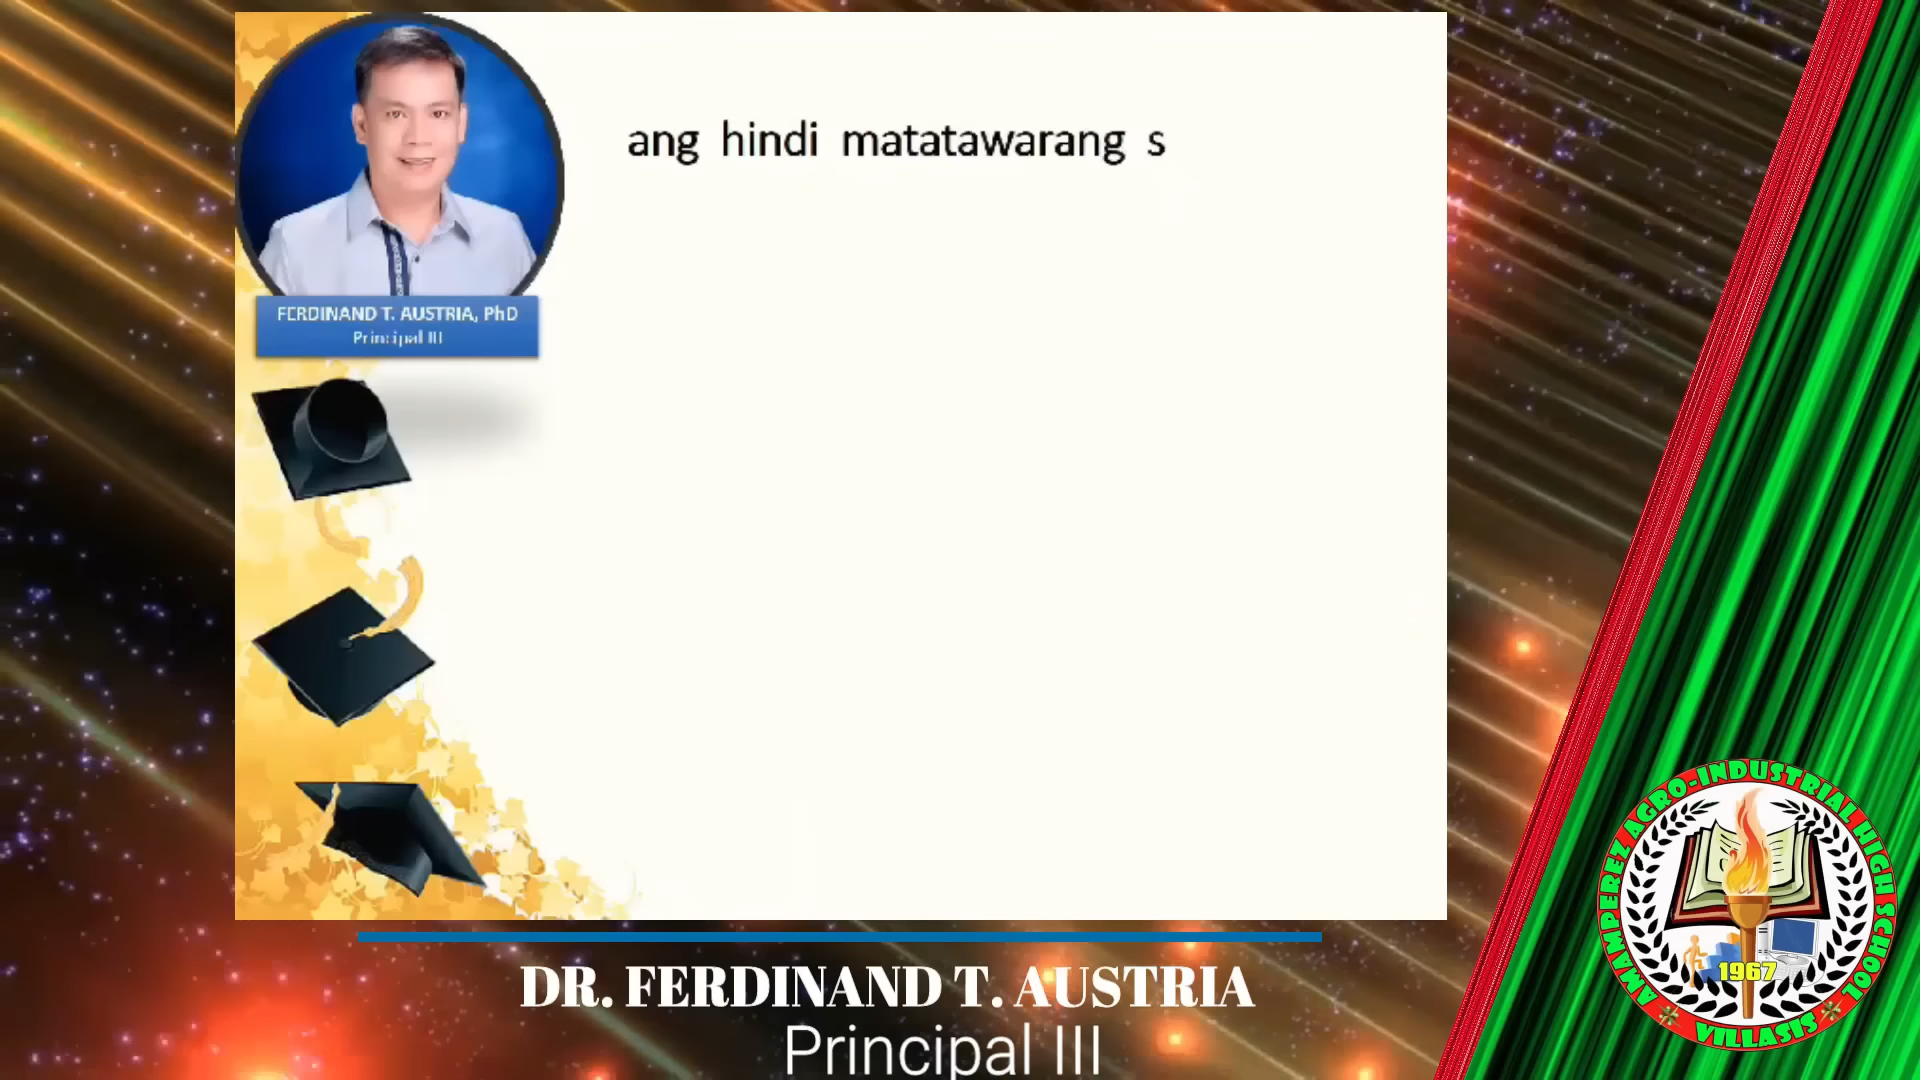 ang hindi matatawarang s
FERDINAND T. AUSTRIA, PhD
Principal III
DR. FERDINAND T. AUSTRIA
Principal III
AMAMPEREZ AGRO-INDUSTRIAL HIGH SCHOOL
1967
VILLASIS